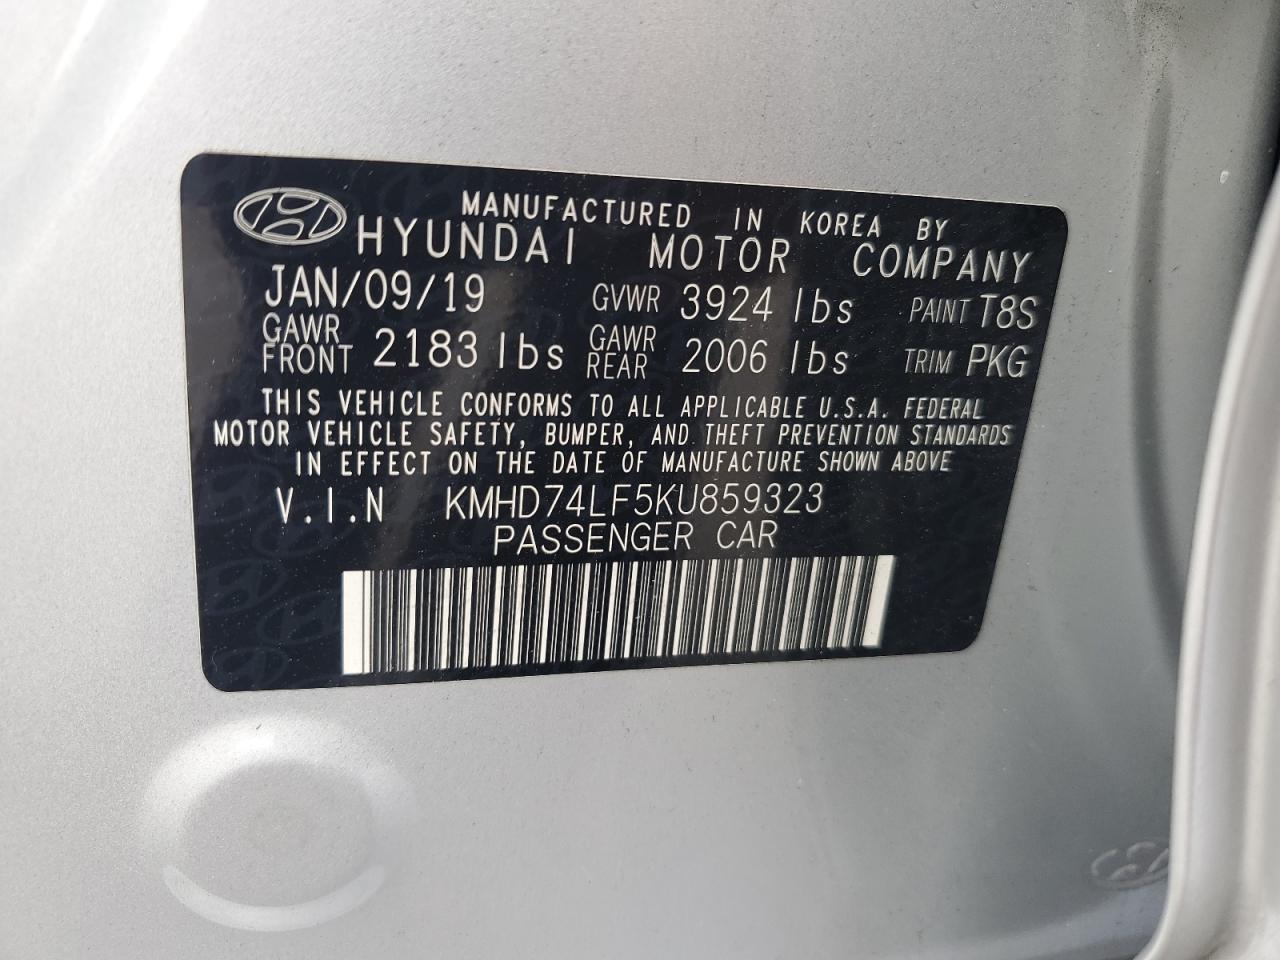 MANUFACTURED IN KOREA BY
HYUNDAI MOTOR COMPANY
JAN/09/19 GVWR 3924 lbs PAINT T8S
GAWR FRONT 2183 lbs GAWR REAR 2006 lbs TRIM PKG
THIS VEHICLE CONFORMS TO ALL APPLICABLE U.S.A. FEDERAL
MOTOR VEHICLE SAFETY, BUMPER, AND THEFT PREVENTION STANDARDS
IN EFFECT ON THE DATE OF MANUFACTURE SHOWN ABOVE
V.I.N KMHD74LF5KU859323
PASSENGER CAR